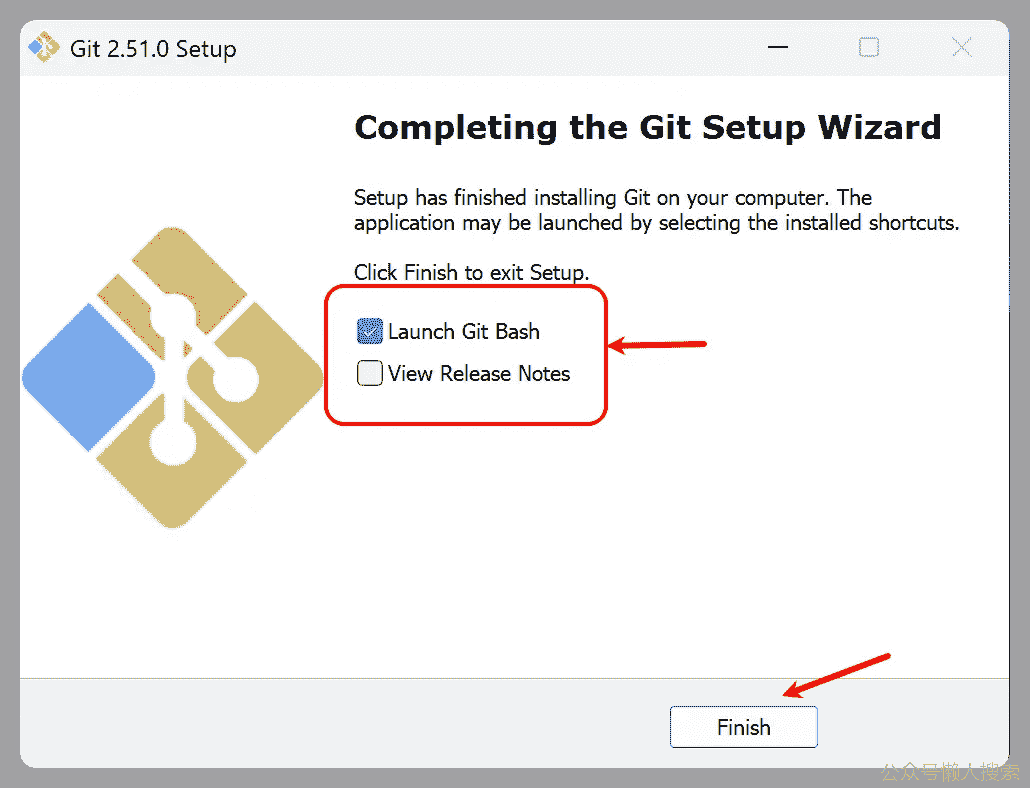 Git 2.51.0 Setup
Completing the Git Setup Wizard
Setup has finished installing Git on your computer. The
application may be launched by selecting the installed shortcuts.
Click Finish to exit Setup.
Launch Git Bash
View Release Notes
Finish
公众号懒人搜索